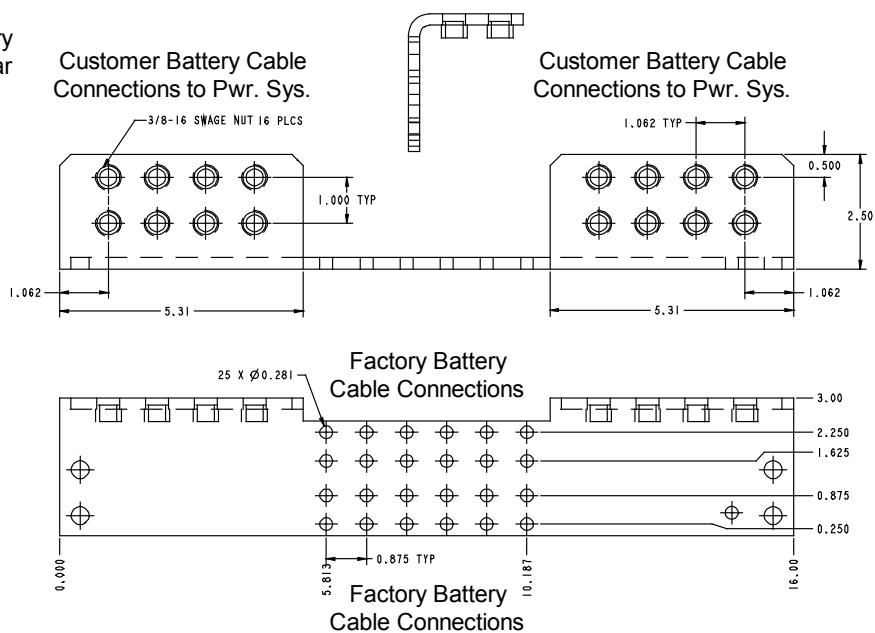 ry
ar
Customer Battery Cable
Connections to Pwr. Sys.
Customer Battery Cable
Connections to Pwr. Sys.
3/8-16 SWAGE NUT 16 PLCS
1.062 TYP
0.500
1.000 TYP
2.50
1.062
5.31
5.31
1.062
Factory Battery
Cable Connections
25 X Ø0.281
3.00
2.250
1.625
0.875
0.250
0.875 TYP
0.000
5.813
10.187
16.00
Factory Battery
Cable Connections